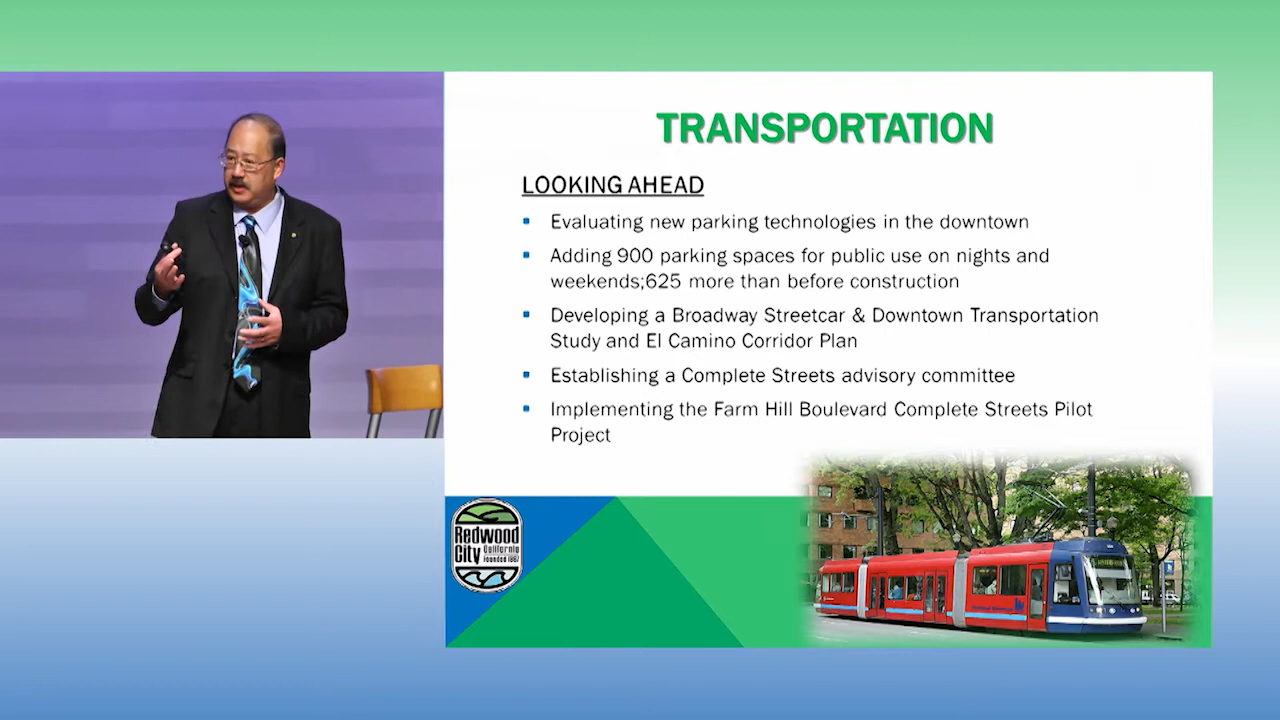 TRANSPORTATION
LOOKING AHEAD
Evaluating new parking technologies in the downtown
Adding 900 parking spaces for public use on nights and
weekends;625 more than before construction
Developing a Broadway Streetcar & Downtown Transportation
Study and El Camino Corridor Plan
Establishing a Complete Streets advisory committee
Implementing the Farm Hill Boulevard Complete Streets Pilot
Project
Redwood
City California
Founded 1867